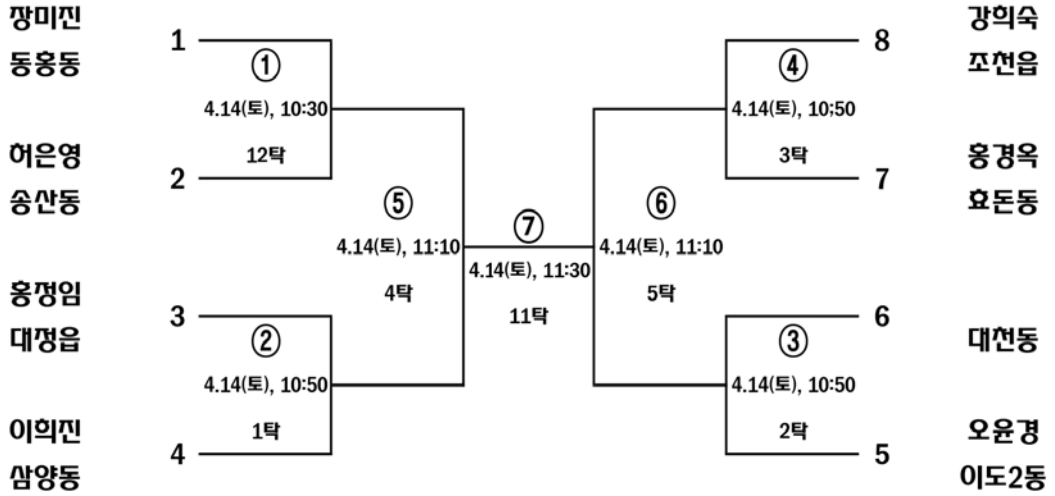 장미진
동홍동
1
①
4.14(토), 10:30
12탁
허은영
송산동
2
홍정임
대정읍
3
②
4.14(토), 10:50
1탁
이희진
삼양동
4
⑤
4.14(토), 11:10
4탁
⑦
4.14(토), 11:30
11탁
⑥
4.14(토), 11:10
5탁
강희숙
조천읍
8
④
4.14(토), 10;50
3탁
홍경옥
효돈동
7
6
대천동
③
4.14(토), 10:50
2탁
오윤경
이도2동
5